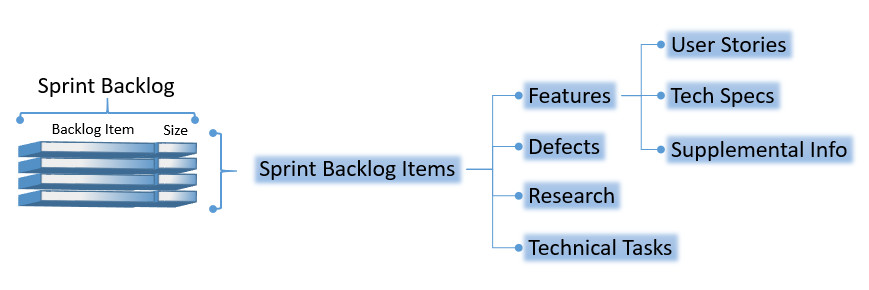 Sprint Backlog
Backlog Item Size
Sprint Backlog Items
Features
Defects
Research
Technical Tasks
User Stories
Tech Specs
Supplemental Info